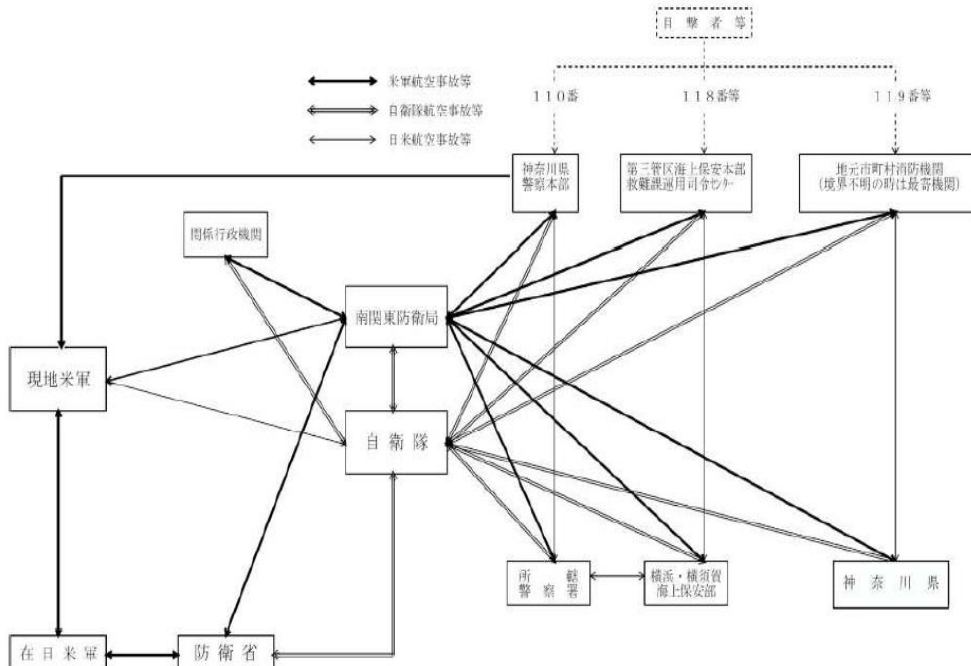 目 撃 者 等
110番
118番等
119番等
米軍航空事故等
自衛隊航空事故等
日米航空事故等
神奈川県
警察本部
第三管区海上保安本部
救難課運用司令センター
地元市町村消防機関
(境界不明の時は最寄機関)
関係行政機関
南関東防衛局
現地米軍
自 衛 隊
所 轄
警 察 署
横浜・横須賀
海上保安部
神 奈 川 県
在 日 米 軍
防 衛 省